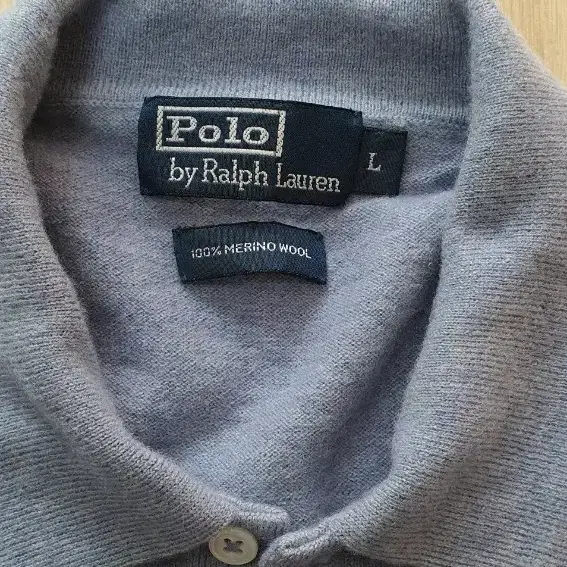 Polo
by Ralph Lauren
L
100% MERINO WOOL